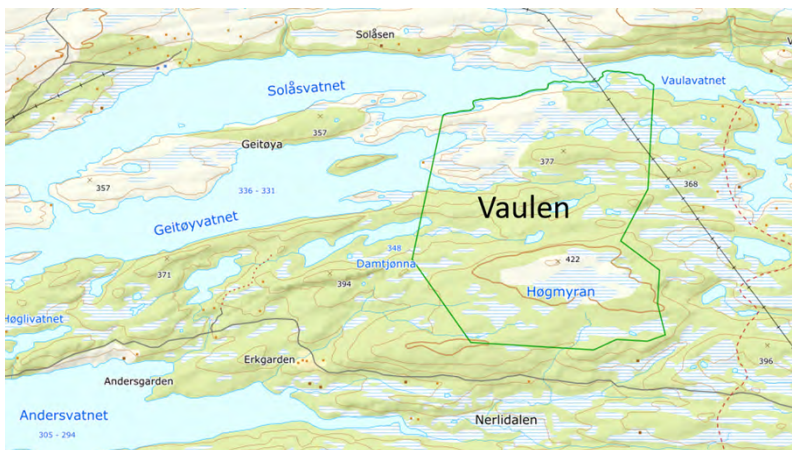 Solåsen
Solåsvatnet
Vaulavatnet
357
Geitøya
377
357
336 - 331
368
Vaulen
Geitøyvatnet
348
Damtjønna
371
422
394
Høgmyran
Høglivatnet
Erkgarden
396
Andersgarden
Andersvatnet
Nerlidalen
305 - 294